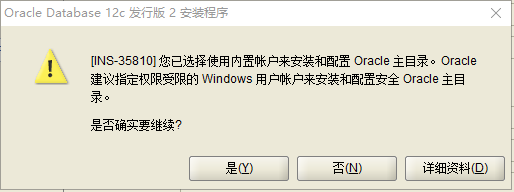 Oracle Database 12c 发行版 2 安装程序
[INS-35810] 您已选择使用内置帐户来安装和配置 Oracle 主目录。Oracle
建议指定权限受限的 Windows 用户帐户来安装和配置安全 Oracle 主目
录。
是否确实要继续?
是(Y)
否(N)
详细资料(D)